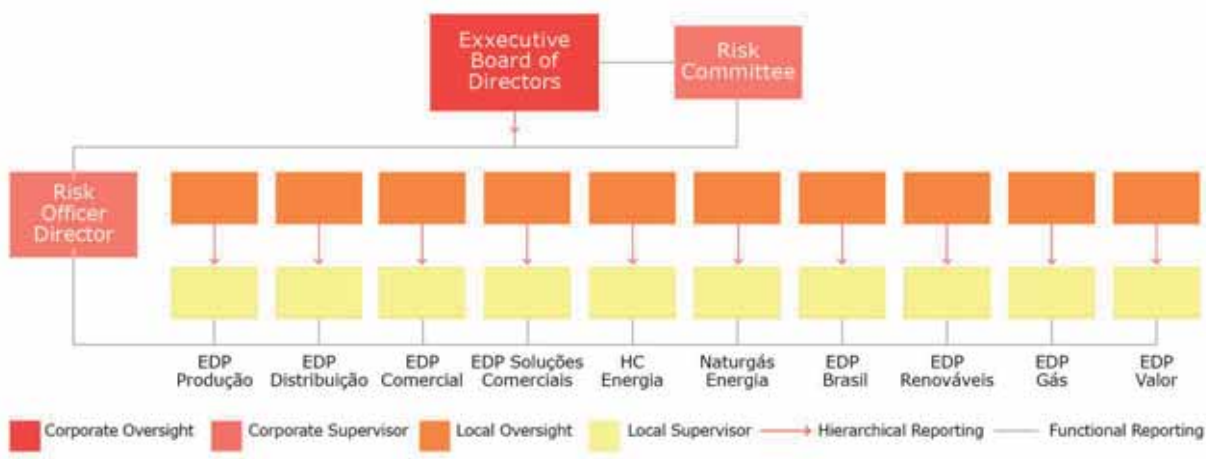 Exxecutive
Board of
Directors
Risk
Committee
Risk
Officer
Director
EDP
Produção
EDP
Distribuição
EDP
Comercial
EDP Soluções
Comerciais
HC
Energia
Naturgás
Energia
EDP
Brasil
EDP
Renováveis
EDP
Gás
EDP
Valor
Corporate Oversight
Corporate Supervisor
Local Oversight
Local Supervisor
Hierarchical Reporting
Functional Reporting